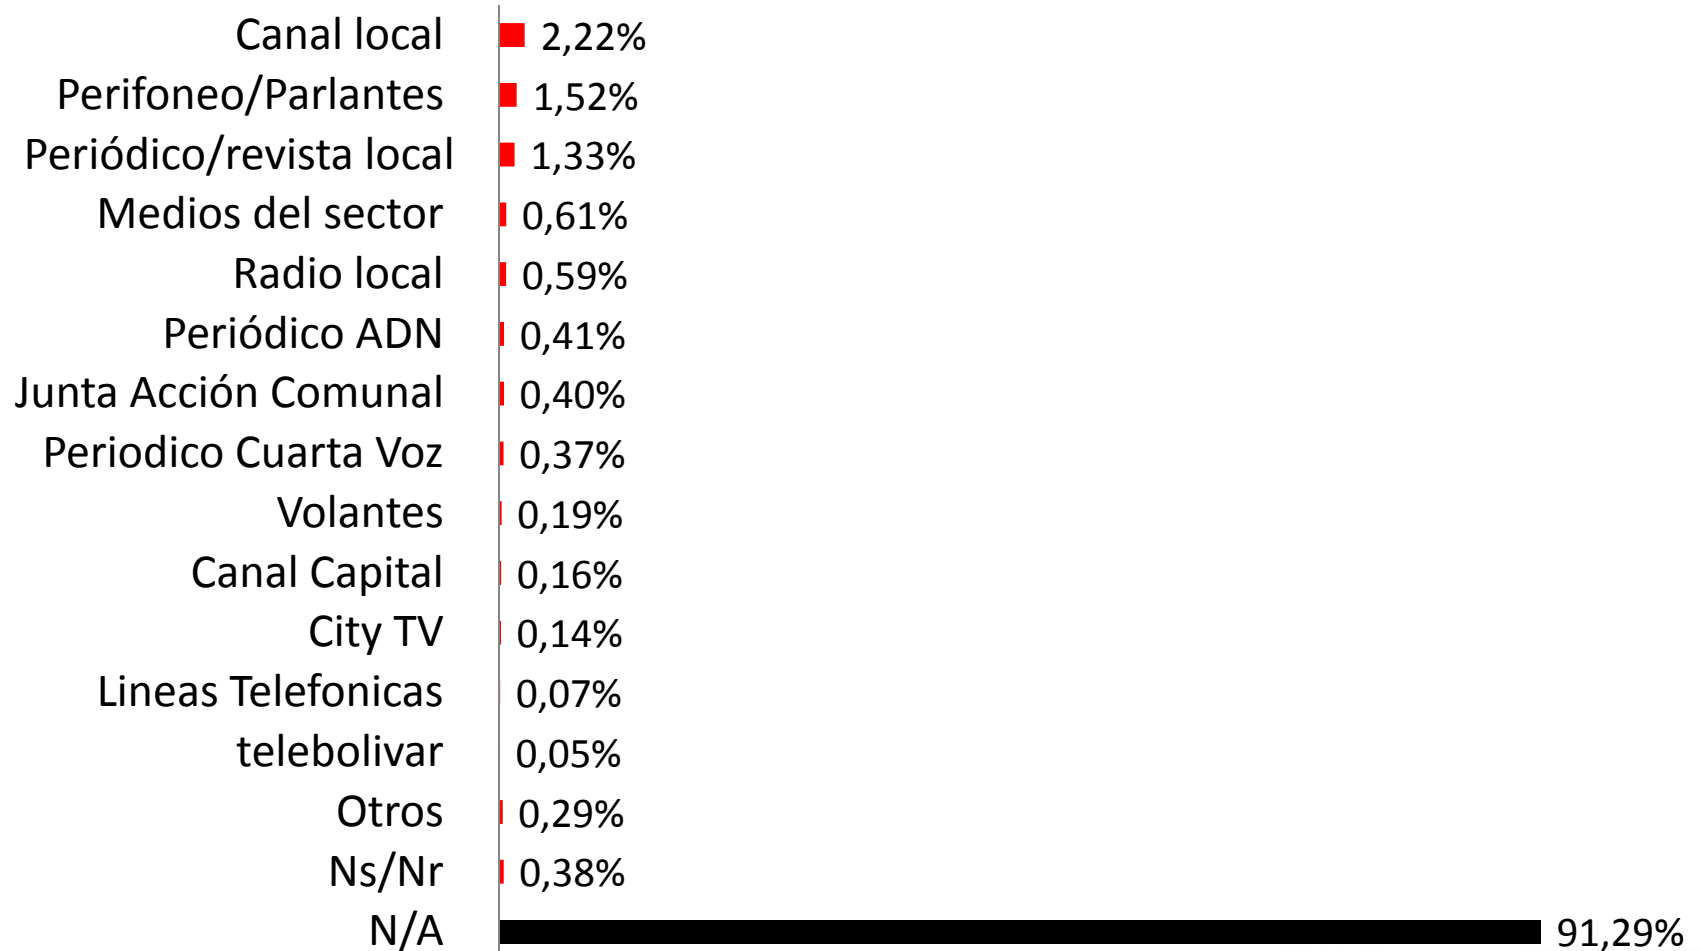 Canal local 2,22%
Perifoneo/Parlantes 1,52%
Periódico/revista local 1,33%
Medios del sector 0,61%
Radio local 0,59%
Periódico ADN 0,41%
Junta Acción Comunal 0,40%
Periodico Cuarta Voz 0,37%
Volantes 0,19%
Canal Capital 0,16%
City TV 0,14%
Lineas Telefonicas 0,07%
telebolivar 0,05%
Otros 0,29%
Ns/Nr 0,38%
N/A 91,29%